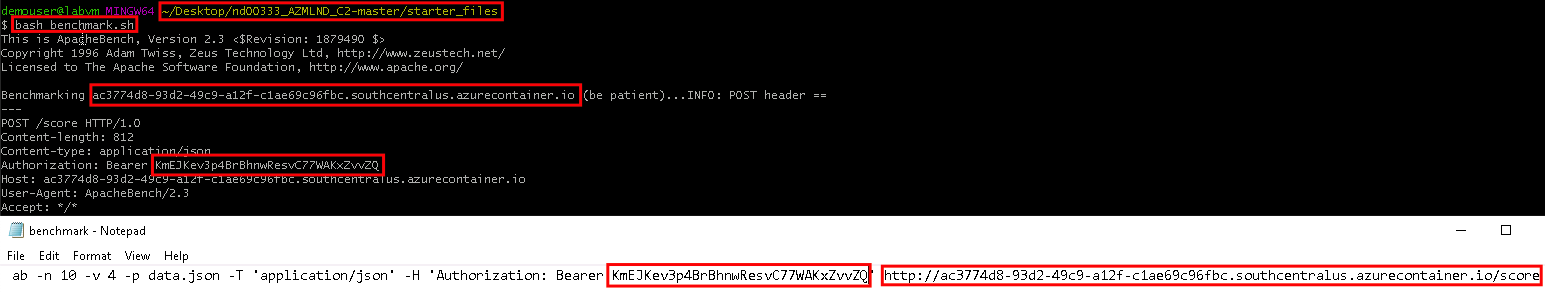 demouser@labvm MINGW64 ~/Desktop/nd00333_AZMLND_C2-master/starter_files
$ bash benchmark.sh
This is ApacheBench, Version 2.3 <$Revision: 1879490 $>
Copyright 1996 Adam Twiss, Zeus Technology Ltd, http://www.zeustech.net/
Licensed to The Apache Software Foundation, http://www.apache.org/
Benchmarking ac3774d8-93d2-49c9-a12f-c1ae69c96fbc.southcentralus.azurecontainer.io (be patient)...INFO: POST header ==
---
POST /score HTTP/1.0
Content-length: 812
Content-type: application/json
Authorization: Bearer KmEJKev3p4BrBhnwResvC77WAKxZvvZQ
Host: ac3774d8-93d2-49c9-a12f-c1ae69c96fbc.southcentralus.azurecontainer.io
User-Agent: ApacheBench/2.3
Accept: */*
benchmark - Notepad
File Edit Format View Help
ab -n 10 -v 4 -p data.json -T 'application/json' -H 'Authorization: Bearer KmEJKev3p4BrBhnwResvC77WAKxZvvZQ' http://ac3774d8-93d2-49c9-a12f-c1ae69c96fbc.southcentralus.azurecontainer.io/score